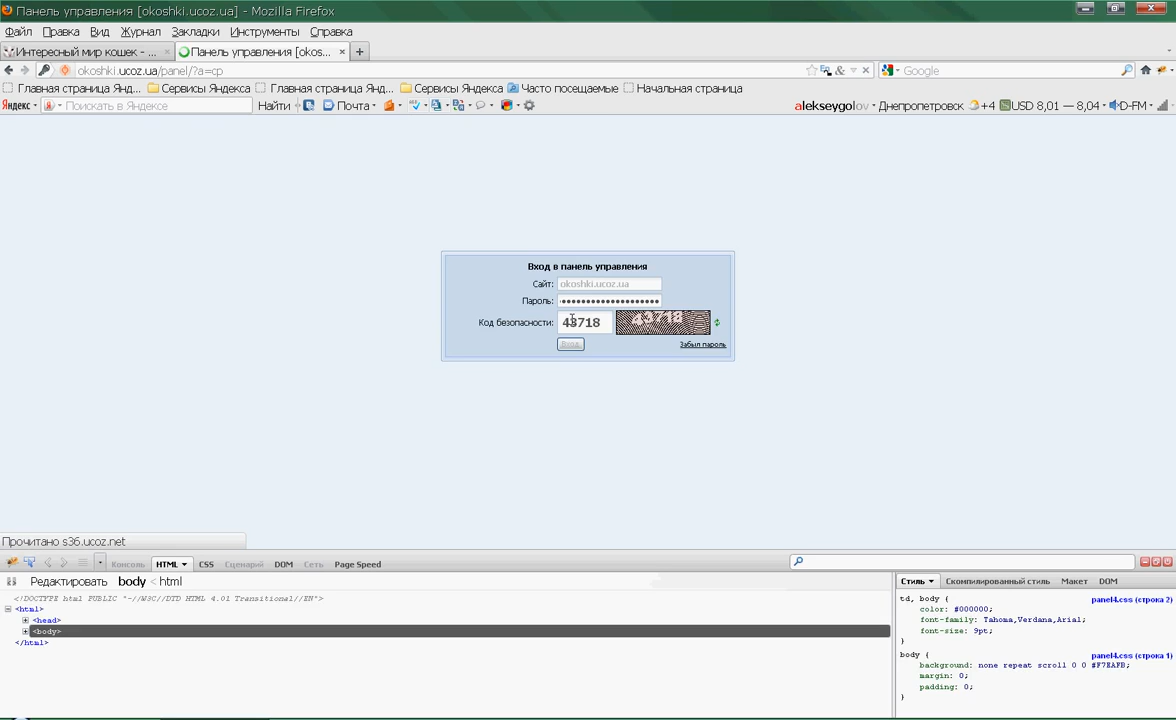 Панель управления [okoshki.ucoz.ua] - Mozilla Firefox
Файл Правка Вид Журнал Закладки Инструменты Справка
Интересный мир кошек - ... × Панель управления [okos... × +
okoshki.ucoz.ua/panel/?a=cp Google
Главная страница Янд... Сервисы Яндекса Главная страница Янд... Сервисы Яндекса Часто посещаемые Начальная страница
Яндекс Поискать в Яндексе Найти Почта alekseygolov Днепропетровск +4 USD 8,01 — 8,04 D-FM
Вход в панель управления
Сайт: okoshki.ucoz.ua
Пароль: ••••••••••••••••••••
Код безопасности: 43718 43718
Вход Забыл пароль
Прочитано s36.ucoz.net
Консоль HTML CSS Сценарий DOM Сеть Page Speed
Редактировать body < html
Стиль Скомпилированный стиль Макет DOM
<!DOCTYPE html PUBLIC "-//W3C//DTD HTML 4.01 Transitional//EN">
<html>
<head>
<body>
</html>
td, body { panel4.css (строка 2)
color: #000000;
font-family: Tahoma,Verdana,Arial;
font-size: 9pt;
}
body { panel4.css (строка 1)
background: none repeat scroll 0 0 #F7EAFB;
margin: 0;
padding: 0;
}